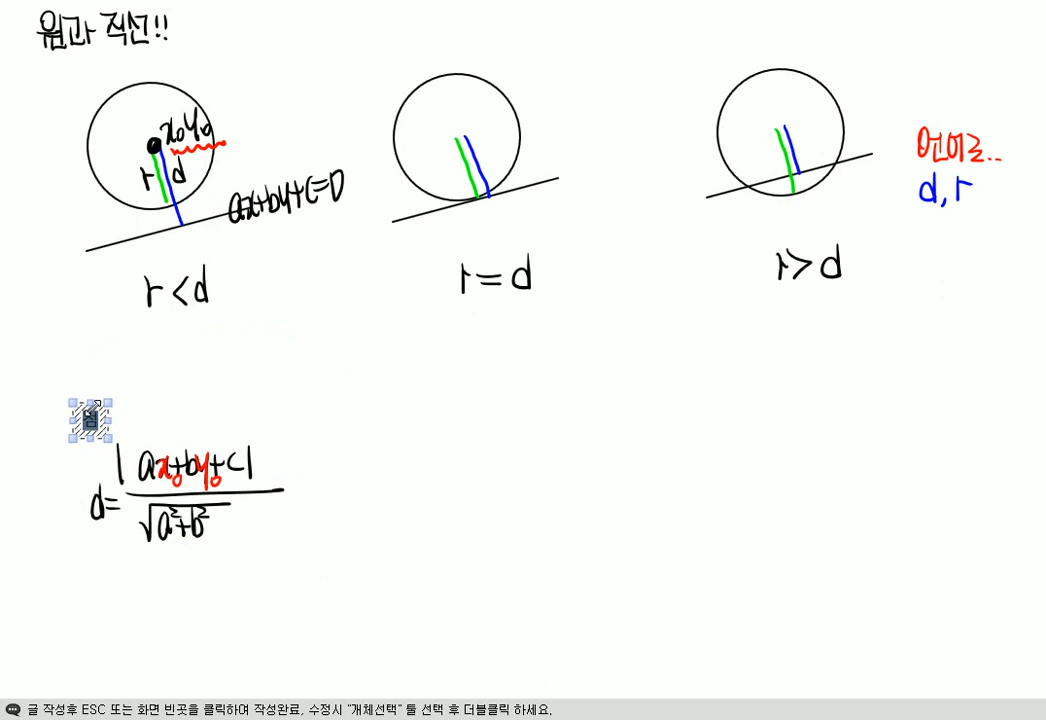 원과 직선!!
x₀y₀
r d
ax+by+c=0
언어로..
d, r
r < d
r = d
r > d
점
d = |ax₀+by₀+c| / √a²+b²
글 작성후 ESC 또는 화면 빈곳을 클릭하여 작성완료, 수정시 "개체선택" 툴 선택 후 더블클릭 하세요.